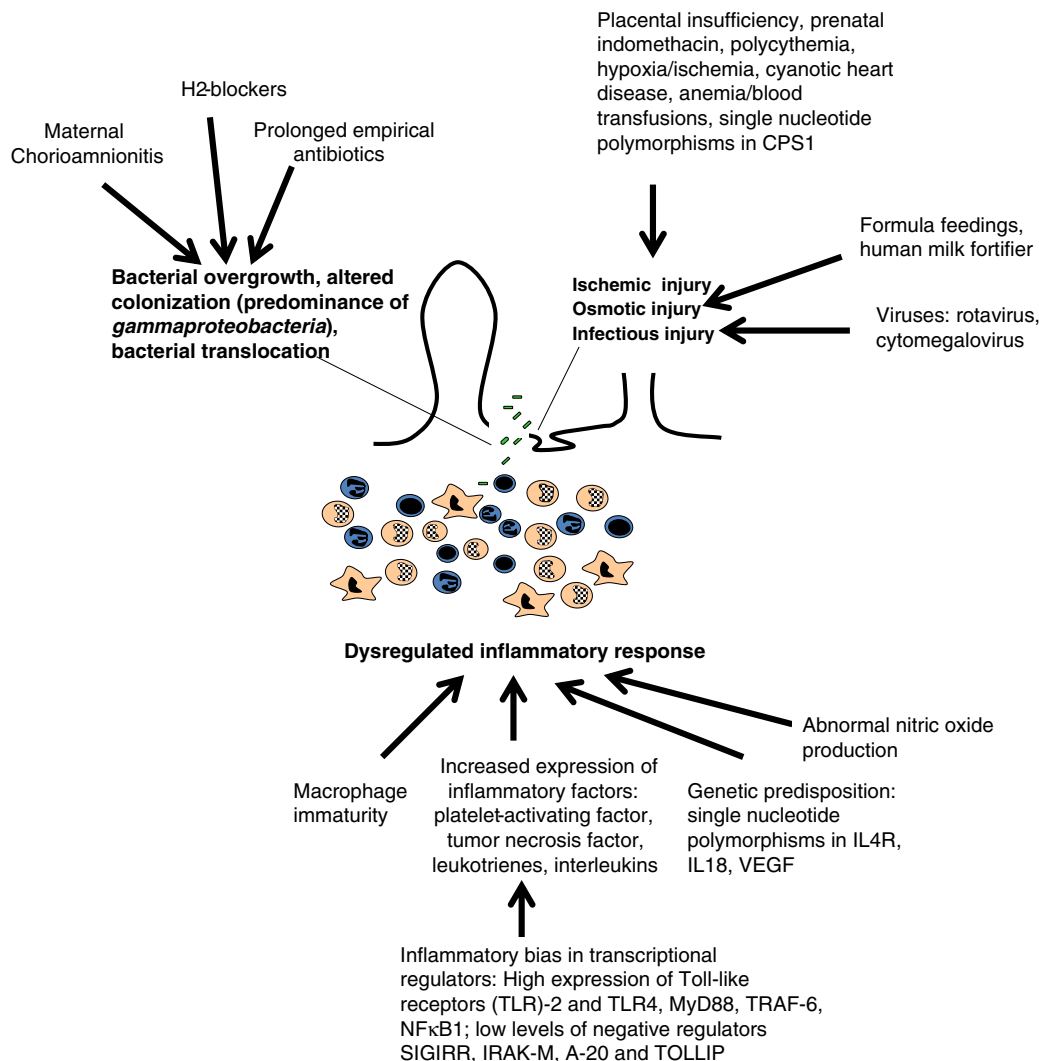 Placental insufficiency, prenatal
indomethacin, polycythemia,
hypoxia/ischemia, cyanotic heart
disease, anemia/blood
transfusions, single nucleotide
polymorphisms in CPS1
H2-blockers
Maternal
Chorioamnionitis
Prolonged empirical
antibiotics
Formula feedings,
human milk fortifier
Bacterial overgrowth, altered
colonization (predominance of
gammaproteobacteria),
bacterial translocation
Ischemic injury
Osmotic injury
Infectious injury
Viruses: rotavirus,
cytomegalovirus
Dysregulated inflammatory response
Abnormal nitric oxide
production
Macrophage
immaturity
Increased expression of
inflammatory factors:
platelet-activating factor,
tumor necrosis factor,
leukotrienes, interleukins
Genetic predisposition:
single nucleotide
polymorphisms in IL4R,
IL18, VEGF
Inflammatory bias in transcriptional
regulators: High expression of Toll-like
receptors (TLR)-2 and TLR4, MyD88, TRAF-6,
NFκB1; low levels of negative regulators
SIGIRR, IRAK-M, A-20 and TOLLIP